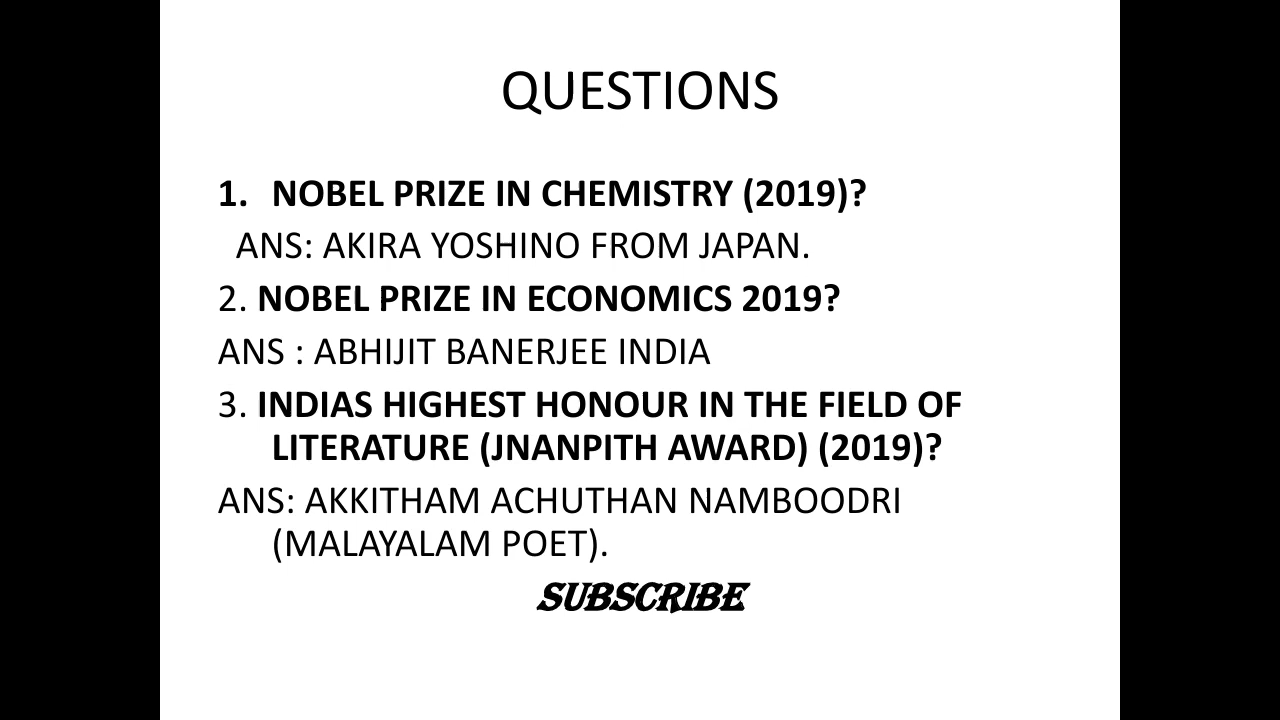 QUESTIONS
1. NOBEL PRIZE IN CHEMISTRY (2019)?
ANS: AKIRA YOSHINO FROM JAPAN.
2. NOBEL PRIZE IN ECONOMICS 2019?
ANS : ABHIJIT BANERJEE INDIA
3. INDIAS HIGHEST HONOUR IN THE FIELD OF
LITERATURE (JNANPITH AWARD) (2019)?
ANS: AKKITHAM ACHUTHAN NAMBOODRI
(MALAYALAM POET).
SUBSCRIBE